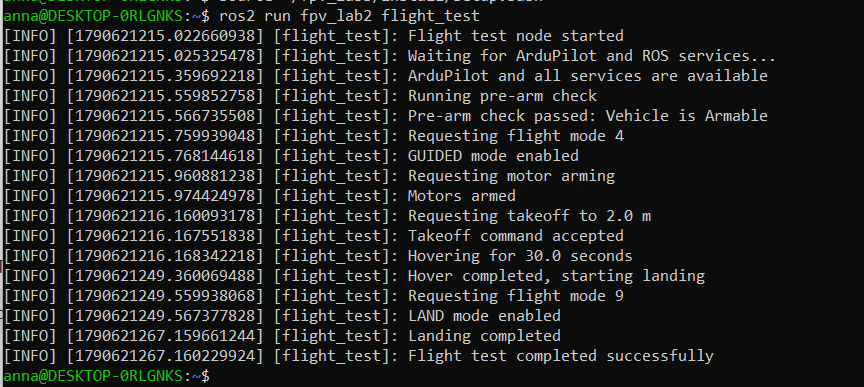 anna@DESKTOP-0RLGNKS:~$ ros2 run fpv_lab2 flight_test
[INFO] [1790621215.022660938] [flight_test]: Flight test node started
[INFO] [1790621215.025325478] [flight_test]: Waiting for ArduPilot and ROS services...
[INFO] [1790621215.359692218] [flight_test]: ArduPilot and all services are available
[INFO] [1790621215.559852758] [flight_test]: Running pre-arm check
[INFO] [1790621215.566735508] [flight_test]: Pre-arm check passed: Vehicle is Armable
[INFO] [1790621215.759939048] [flight_test]: Requesting flight mode 4
[INFO] [1790621215.768144618] [flight_test]: GUIDED mode enabled
[INFO] [1790621215.960881238] [flight_test]: Requesting motor arming
[INFO] [1790621215.974424978] [flight_test]: Motors armed
[INFO] [1790621216.160093178] [flight_test]: Requesting takeoff to 2.0 m
[INFO] [1790621216.167551838] [flight_test]: Takeoff command accepted
[INFO] [1790621216.168342218] [flight_test]: Hovering for 30.0 seconds
[INFO] [1790621249.360069488] [flight_test]: Hover completed, starting landing
[INFO] [1790621249.559938068] [flight_test]: Requesting flight mode 9
[INFO] [1790621249.567377828] [flight_test]: LAND mode enabled
[INFO] [1790621267.159661244] [flight_test]: Landing completed
[INFO] [1790621267.160229924] [flight_test]: Flight test completed successfully
anna@DESKTOP-0RLGNKS:~$